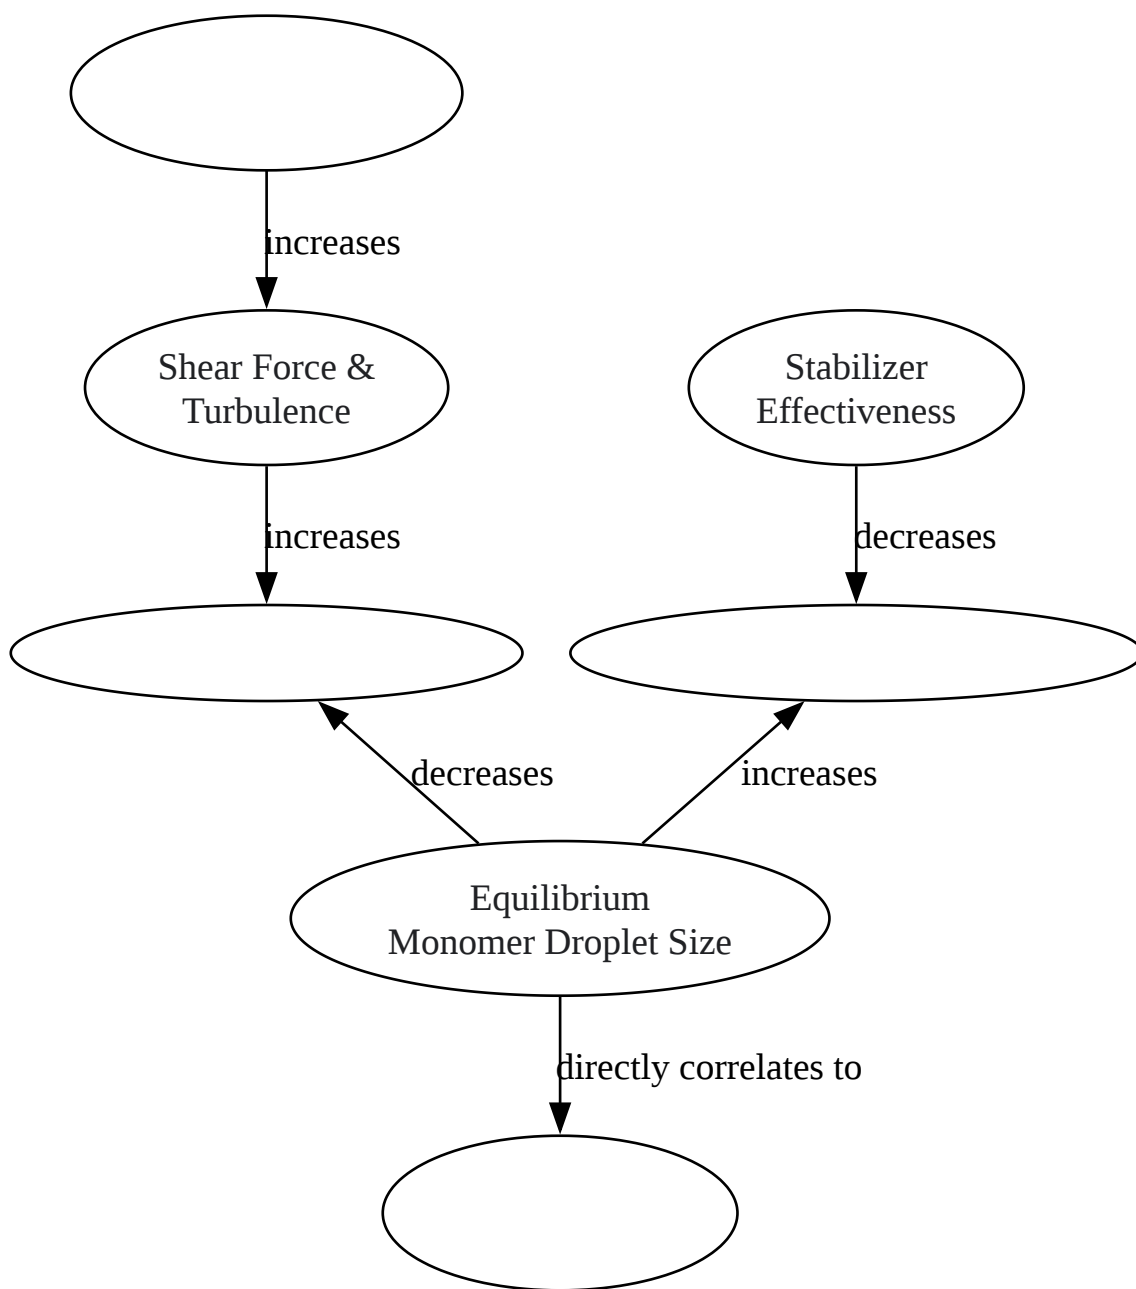 increases
Shear Force &
Turbulence
Stabilizer
Effectiveness
increases
decreases
decreases
increases
Equilibrium
Monomer Droplet Size
directly correlates to